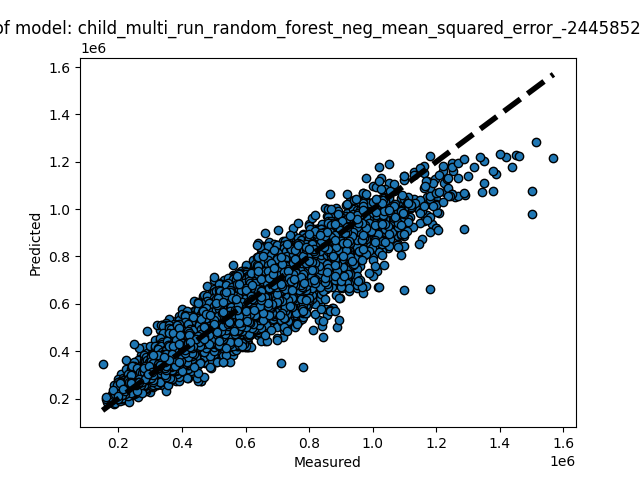 of model: child_multi_run_random_forest_neg_mean_squared_error_-2445852
1e6
1.6
1.4
1.2
1.0
0.8
0.6
0.4
0.2
Predicted
0.2 0.4 0.6 0.8 1.0 1.2 1.4 1.6
Measured
1e6